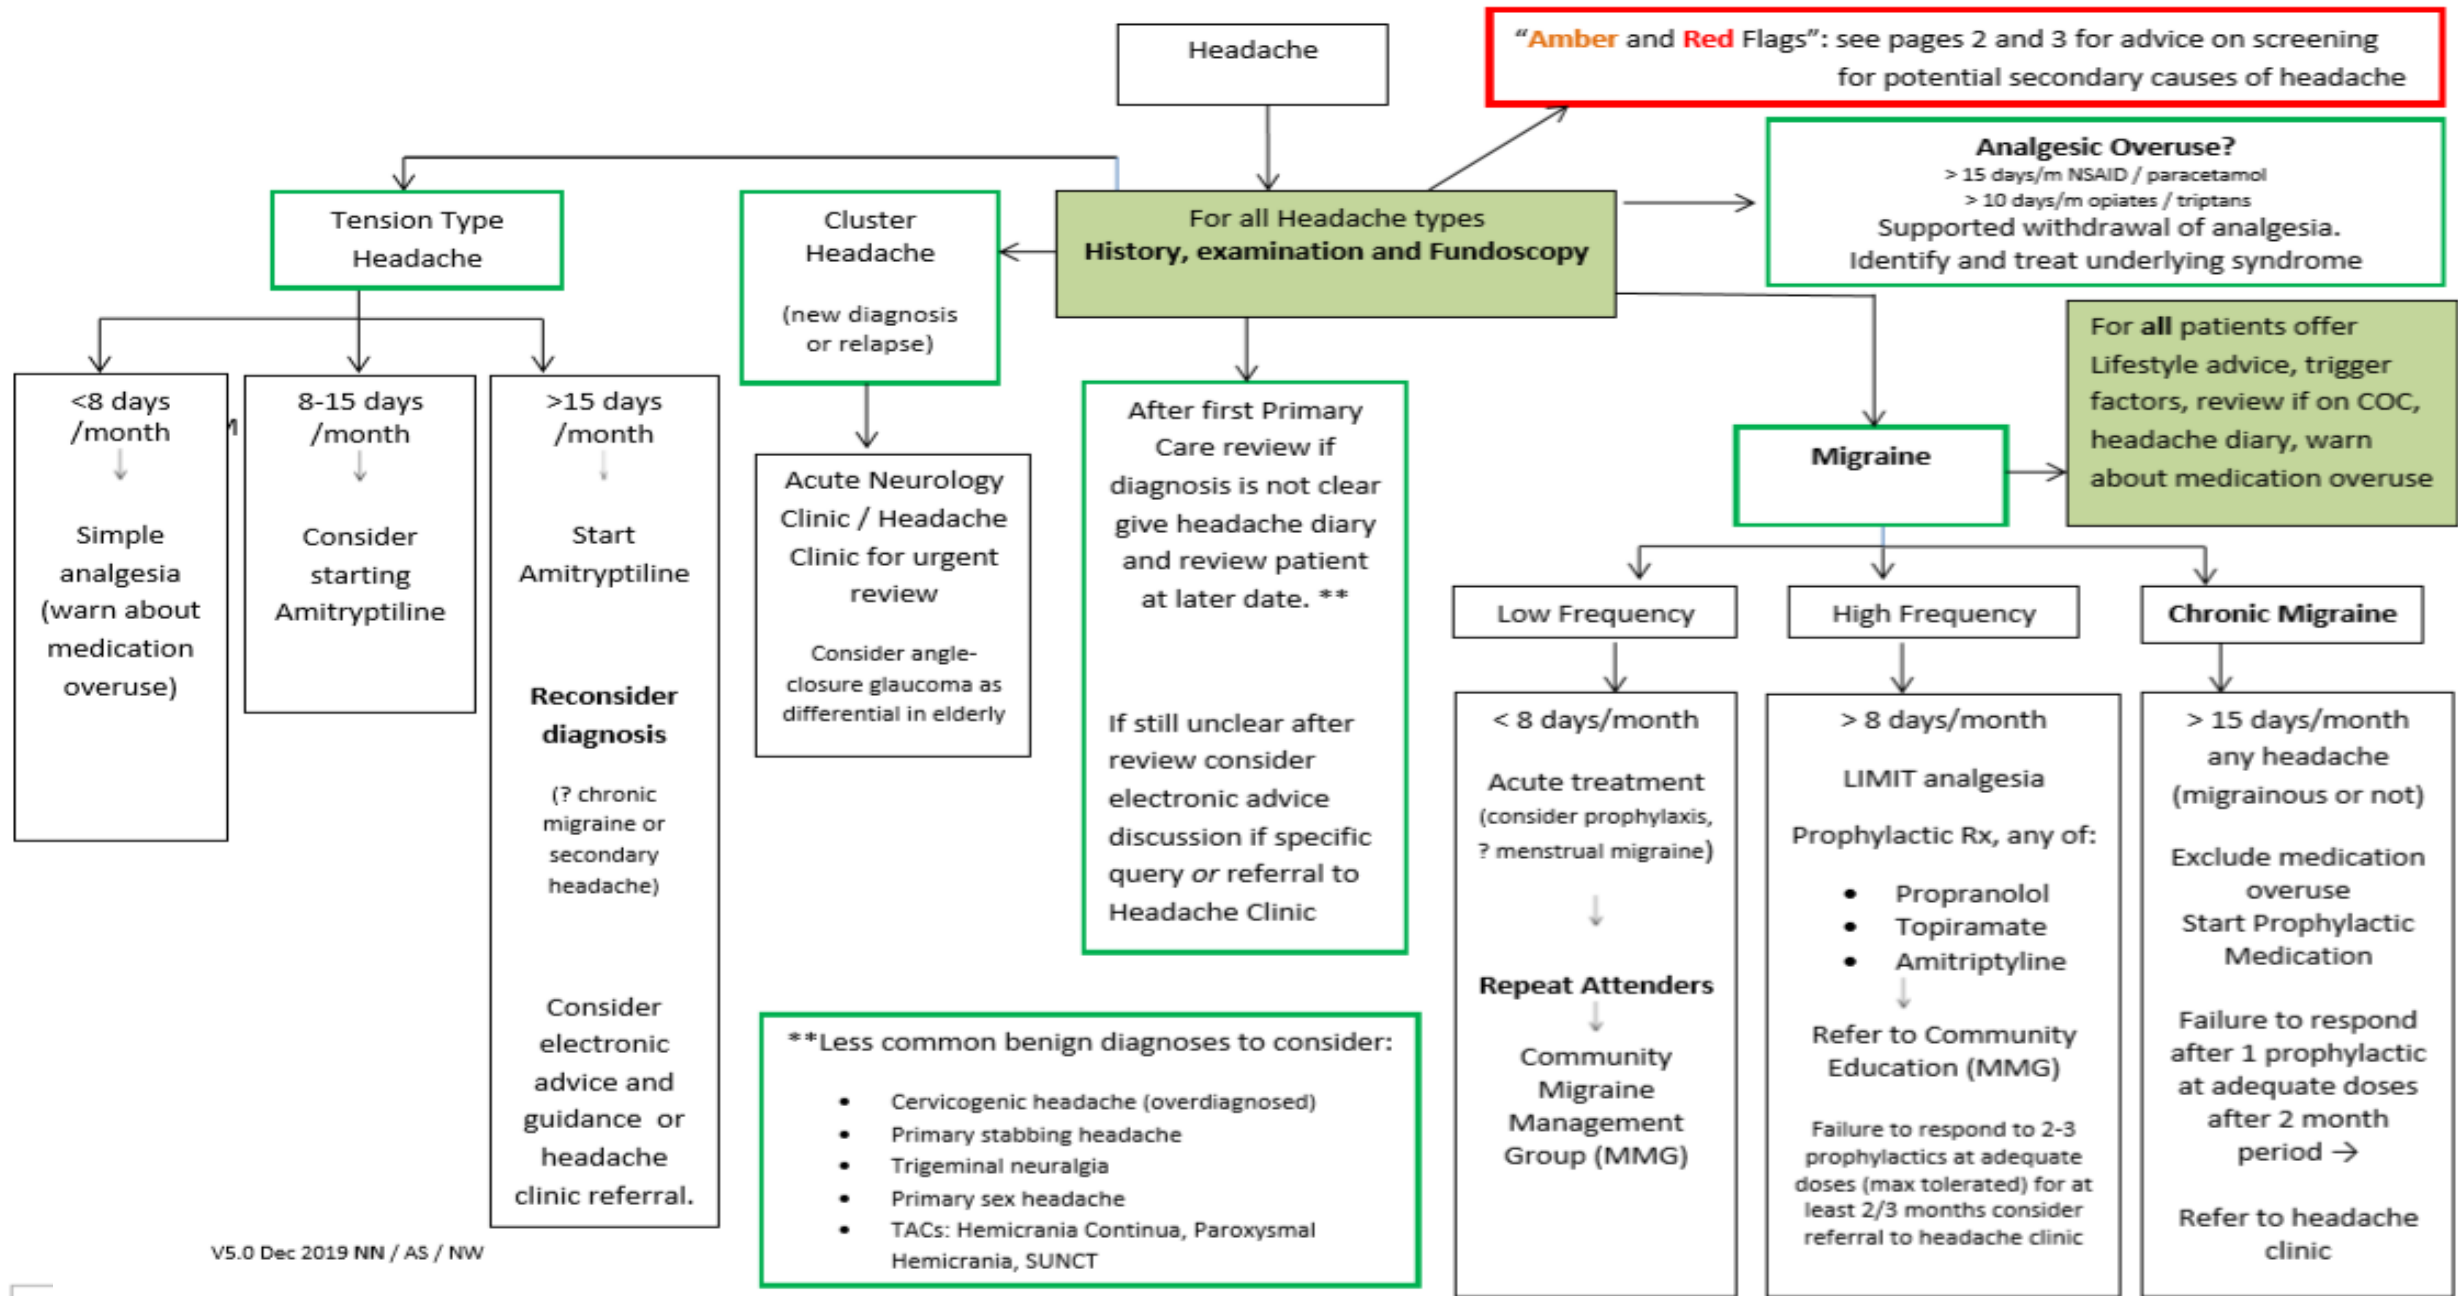 Headache
“Amber and Red Flags”: see pages 2 and 3 for advice on screening
for potential secondary causes of headache
Analgesic Overuse?
> 15 days/m NSAID / paracetamol
> 10 days/m opiates / triptans
Supported withdrawal of analgesia.
Identify and treat underlying syndrome
For all Headache types
History, examination and Fundoscopy
Tension Type
Headache
<8 days
/month
M
↓
Simple
analgesia
(warn about
medication
overuse)
8-15 days
/month
↓
Consider
starting
Amitryptiline
>15 days
/month
↓
Start
Amitryptiline
Reconsider
diagnosis
(? chronic
migraine or
secondary
headache)
Consider
electronic
advice and
guidance or
headache
clinic referral.
Cluster
Headache
(new diagnosis
or relapse)
Acute Neurology
Clinic / Headache
Clinic for urgent
review
Consider angle-
closure glaucoma as
differential in elderly
After first Primary
Care review if
diagnosis is not clear
give headache diary
and review patient
at later date. **
If still unclear after
review consider
electronic advice
discussion if specific
query or referral to
Headache Clinic
Migraine
For all patients offer
Lifestyle advice, trigger
factors, review if on COC,
headache diary, warn
about medication overuse
Low Frequency
< 8 days/month
Acute treatment
(consider prophylaxis,
? menstrual migraine)
↓
Repeat Attenders
↓
Community
Migraine
Management
Group (MMG)
High Frequency
> 8 days/month
LIMIT analgesia
Prophylactic Rx, any of:
• Propranolol
• Topiramate
• Amitriptyline
↓
Refer to Community
Education (MMG)
Failure to respond to 2-3
prophylactics at adequate
doses (max tolerated) for at
least 2/3 months consider
referral to headache clinic
Chronic Migraine
> 15 days/month
any headache
(migrainous or not)
Exclude medication
overuse
Start Prophylactic
Medication
Failure to respond
after 1 prophylactic
at adequate doses
after 2 month
period →
Refer to headache
clinic
**Less common benign diagnoses to consider:
• Cervicogenic headache (overdiagnosed)
• Primary stabbing headache
• Trigeminal neuralgia
• Primary sex headache
• TACs: Hemicrania Continua, Paroxysmal
Hemicrania, SUNCT
V5.0 Dec 2019 NN / AS / NW